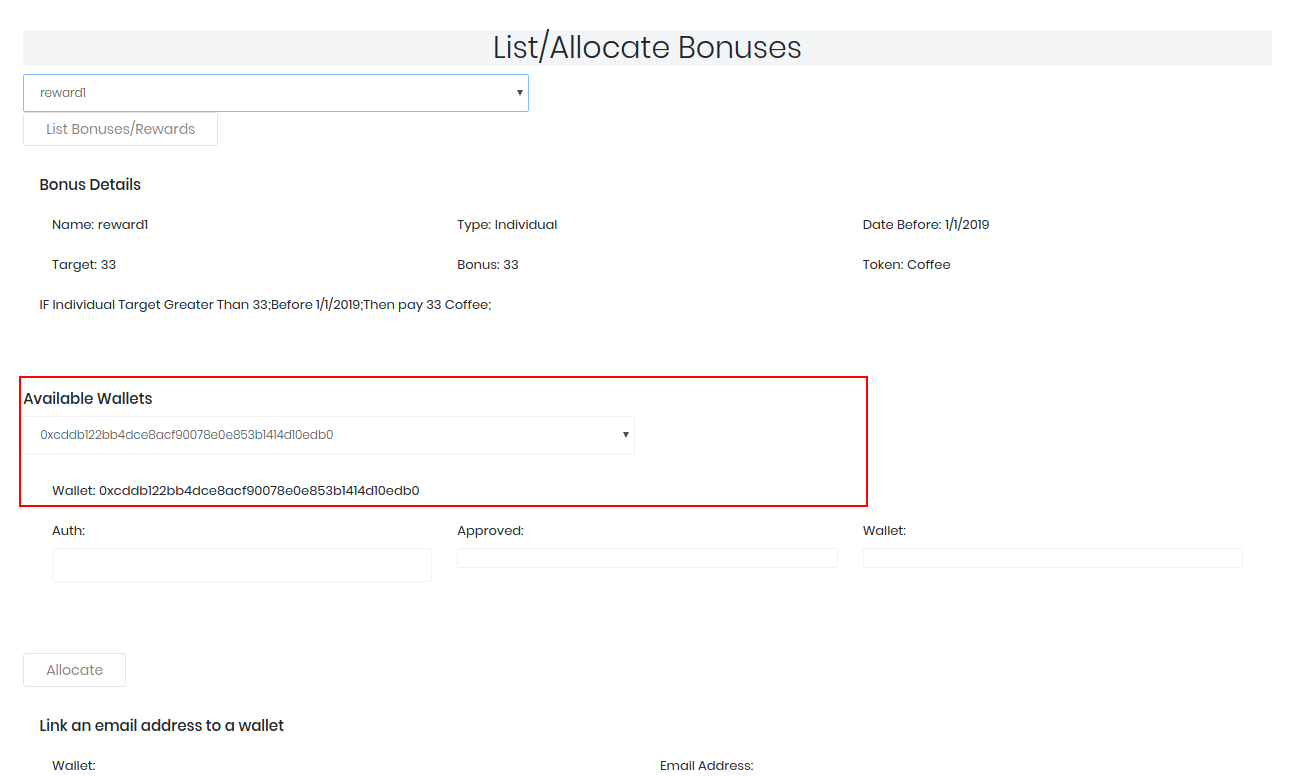 List/Allocate Bonuses
reward1
List Bonuses/Rewards
Bonus Details
Name: reward1 Type: Individual Date Before: 1/1/2019
Target: 33 Bonus: 33 Token: Coffee
IF Individual Target Greater Than 33;Before 1/1/2019;Then pay 33 Coffee;
Available Wallets
0xcddb122bb4dce8acf90078e0e853b1414d10edb0
Wallet: 0xcddb122bb4dce8acf90078e0e853b1414d10edb0
Auth: Approved: Wallet:
Allocate
Link an email address to a wallet
Wallet: Email Address: